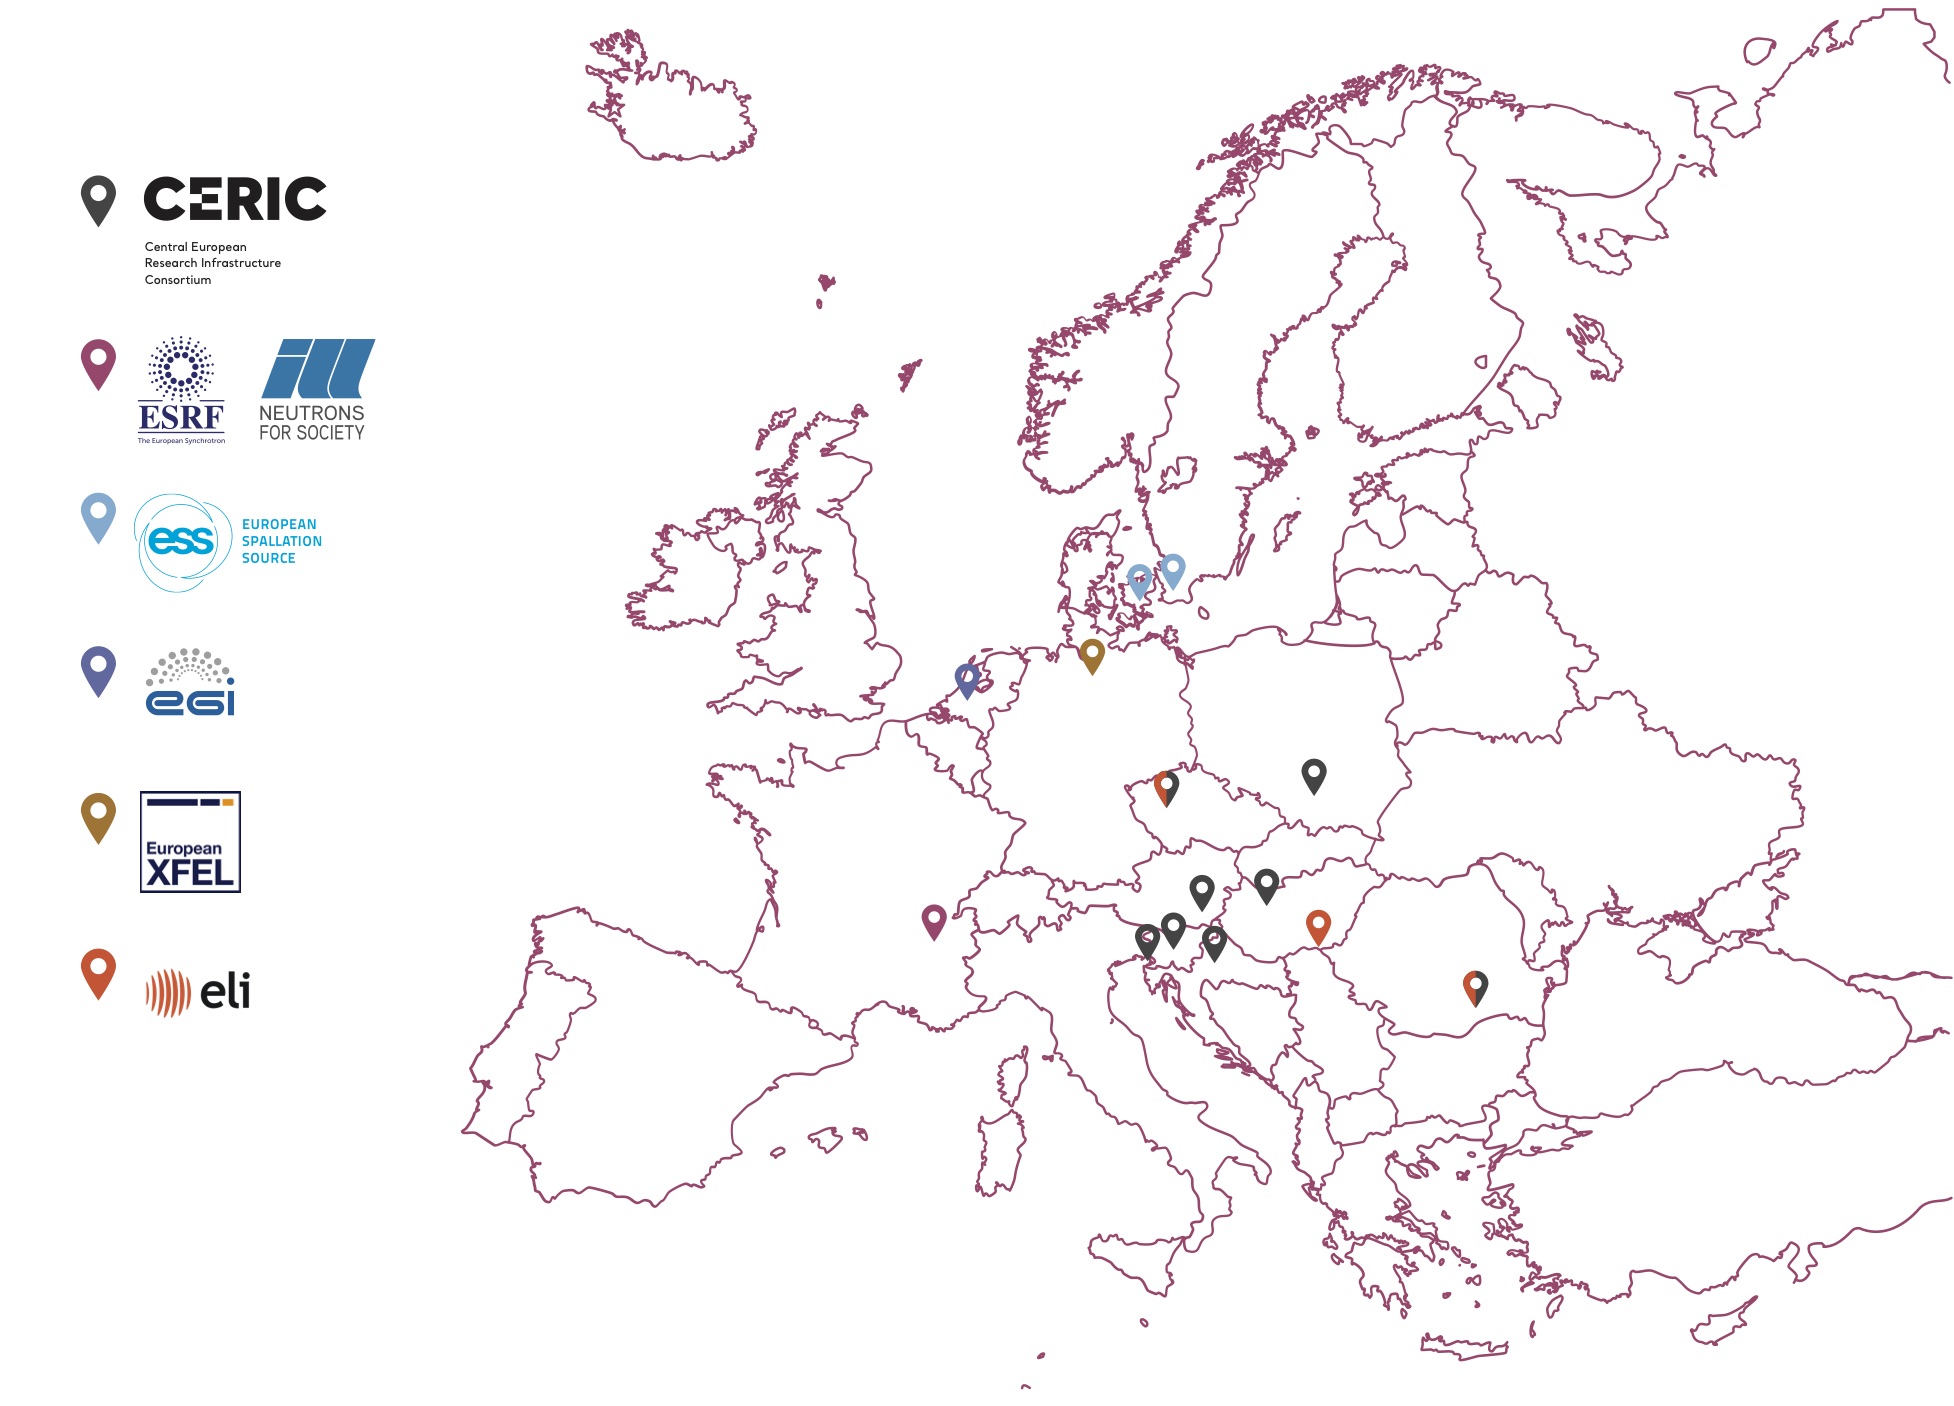 CERIC
Central European
Research Infrastructure
Consortium
ESRF
The European Synchrotron
ill
NEUTRONS
FOR SOCIETY
ess
EUROPEAN
SPALLATION
SOURCE
egi
European
XFEL
eli